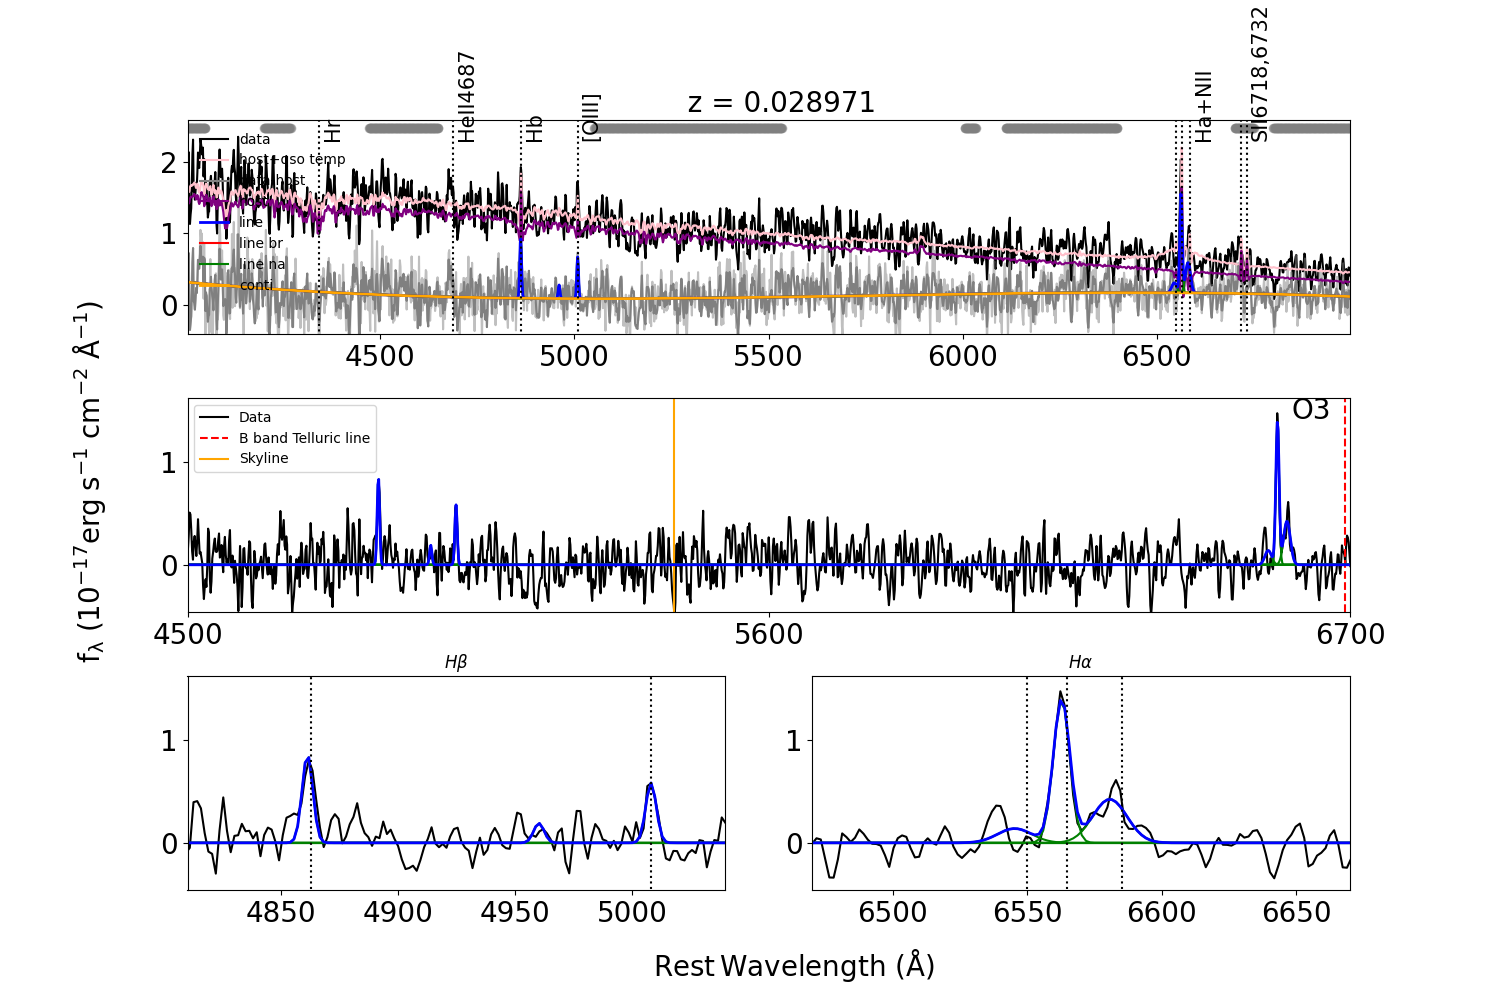 z = 0.028971
Hr
HeII4687
Hb
[OIII]
Ha+NII
SII6718,6732
data
host+qso temp
data-host
host
line
line br
line na
conti
2
1
0
4500 5000 5500 6000 6500
Data
B band Telluric line
Skyline
O3
1
0
4500 5600 6700
fλ (10⁻¹⁷erg s⁻¹ cm⁻² Å⁻¹)
Hβ
Hα
1
0
4850 4900 4950 5000
1
0
6500 6550 6600 6650
Rest Wavelength (Å)